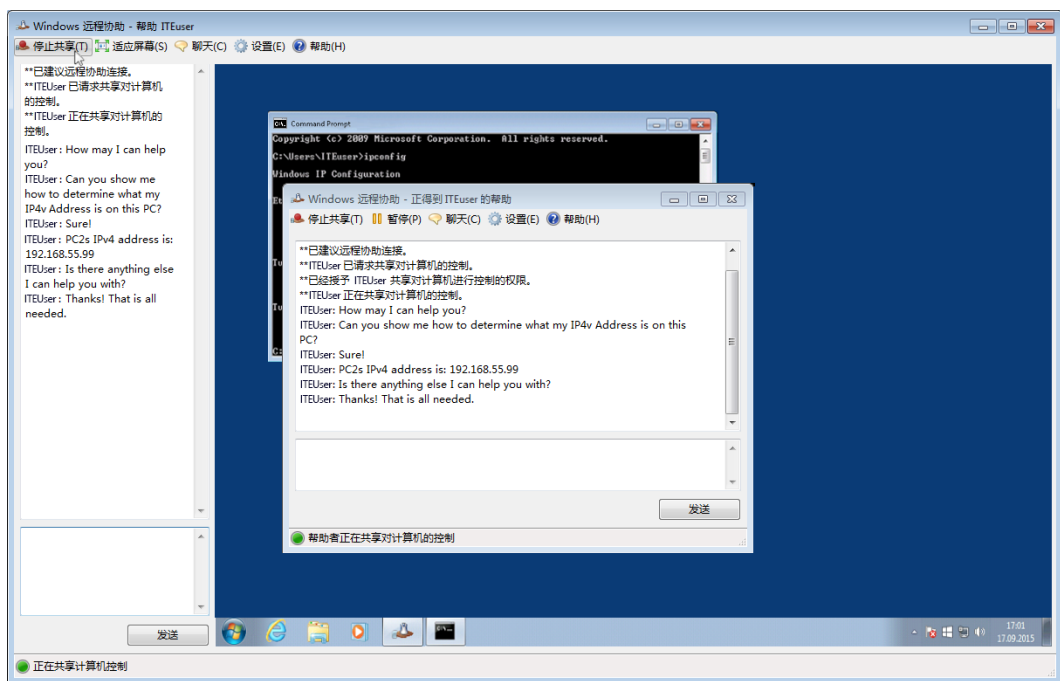 Windows 远程协助 - 帮助 ITEuser
停止共享(T) 适应屏幕(S) 聊天(C) 设置(E) 帮助(H)
**已建议远程协助连接。
**ITEUser 已请求共享对计算机
的控制。
**ITEUser 正在共享对计算机的
控制。
ITEUser: How may I can help
you?
ITEUser: Can you show me
how to determine what my
IP4v Address is on this PC?
ITEUser: Sure!
ITEUser: PC2s IPv4 address is:
192.168.55.99
ITEUser: Is there anything else
I can help you with?
ITEUser: Thanks! That is all
needed.
发送
正在共享计算机控制
Command Prompt
Copyright (c) 2009 Microsoft Corporation. All rights reserved.
C:\Users\ITEuser>ipconfig
Windows IP Configuration
Et
Tu
Tu
C:
Windows 远程协助 - 正得到 ITEuser 的帮助
停止共享(T) 暂停(P) 聊天(C) 设置(E) 帮助(H)
**已建议远程协助连接。
**ITEUser 已请求共享对计算机的控制。
**已经授予 ITEUser 共享对计算机进行控制的权限。
**ITEUser 正在共享对计算机的控制。
ITEUser: How may I can help you?
ITEUser: Can you show me how to determine what my IP4v Address is on this
PC?
ITEUser: Sure!
ITEUser: PC2s IPv4 address is: 192.168.55.99
ITEUser: Is there anything else I can help you with?
ITEUser: Thanks! That is all needed.
发送
帮助者正在共享对计算机的控制
17:01
17.09.2015